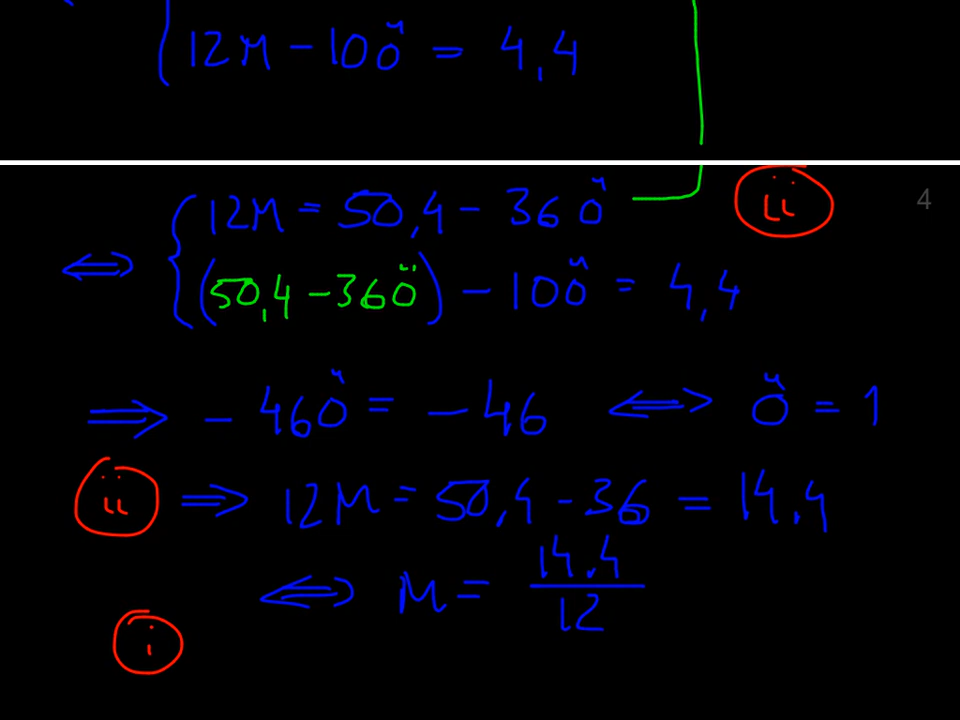 12M - 10Ö = 4,4
12M = 50,4 - 36Ö
ii
4
⟺ (50,4 - 36Ö) - 10Ö = 4,4
⟹ - 46Ö = - 46 ⟺ Ö = 1
ii ⟹ 12M = 50,4 - 36 = 14.4
⟺ M = 14.4 / 12
i